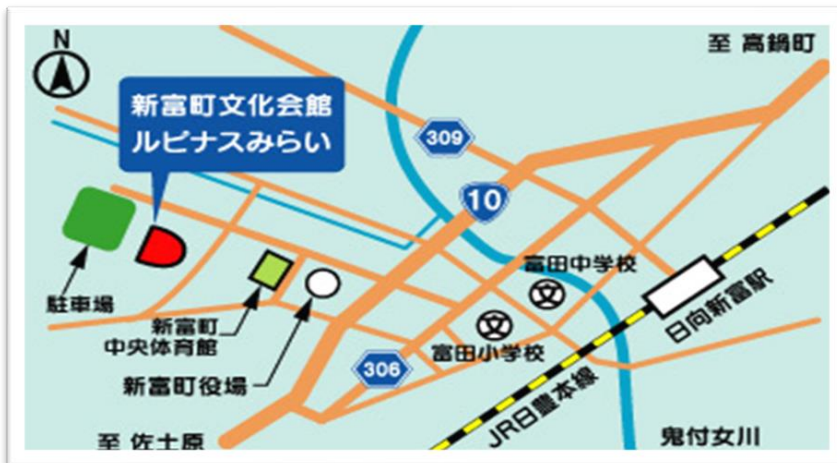 N
至 高鍋町
新富町文化会館
ルピナスみらい
309
10
富田中学校
駐車場
日向新富駅
新富町
中央体育館
富田小学校
306
新富町役場
JR日豊本線
至 佐土原
鬼付女川